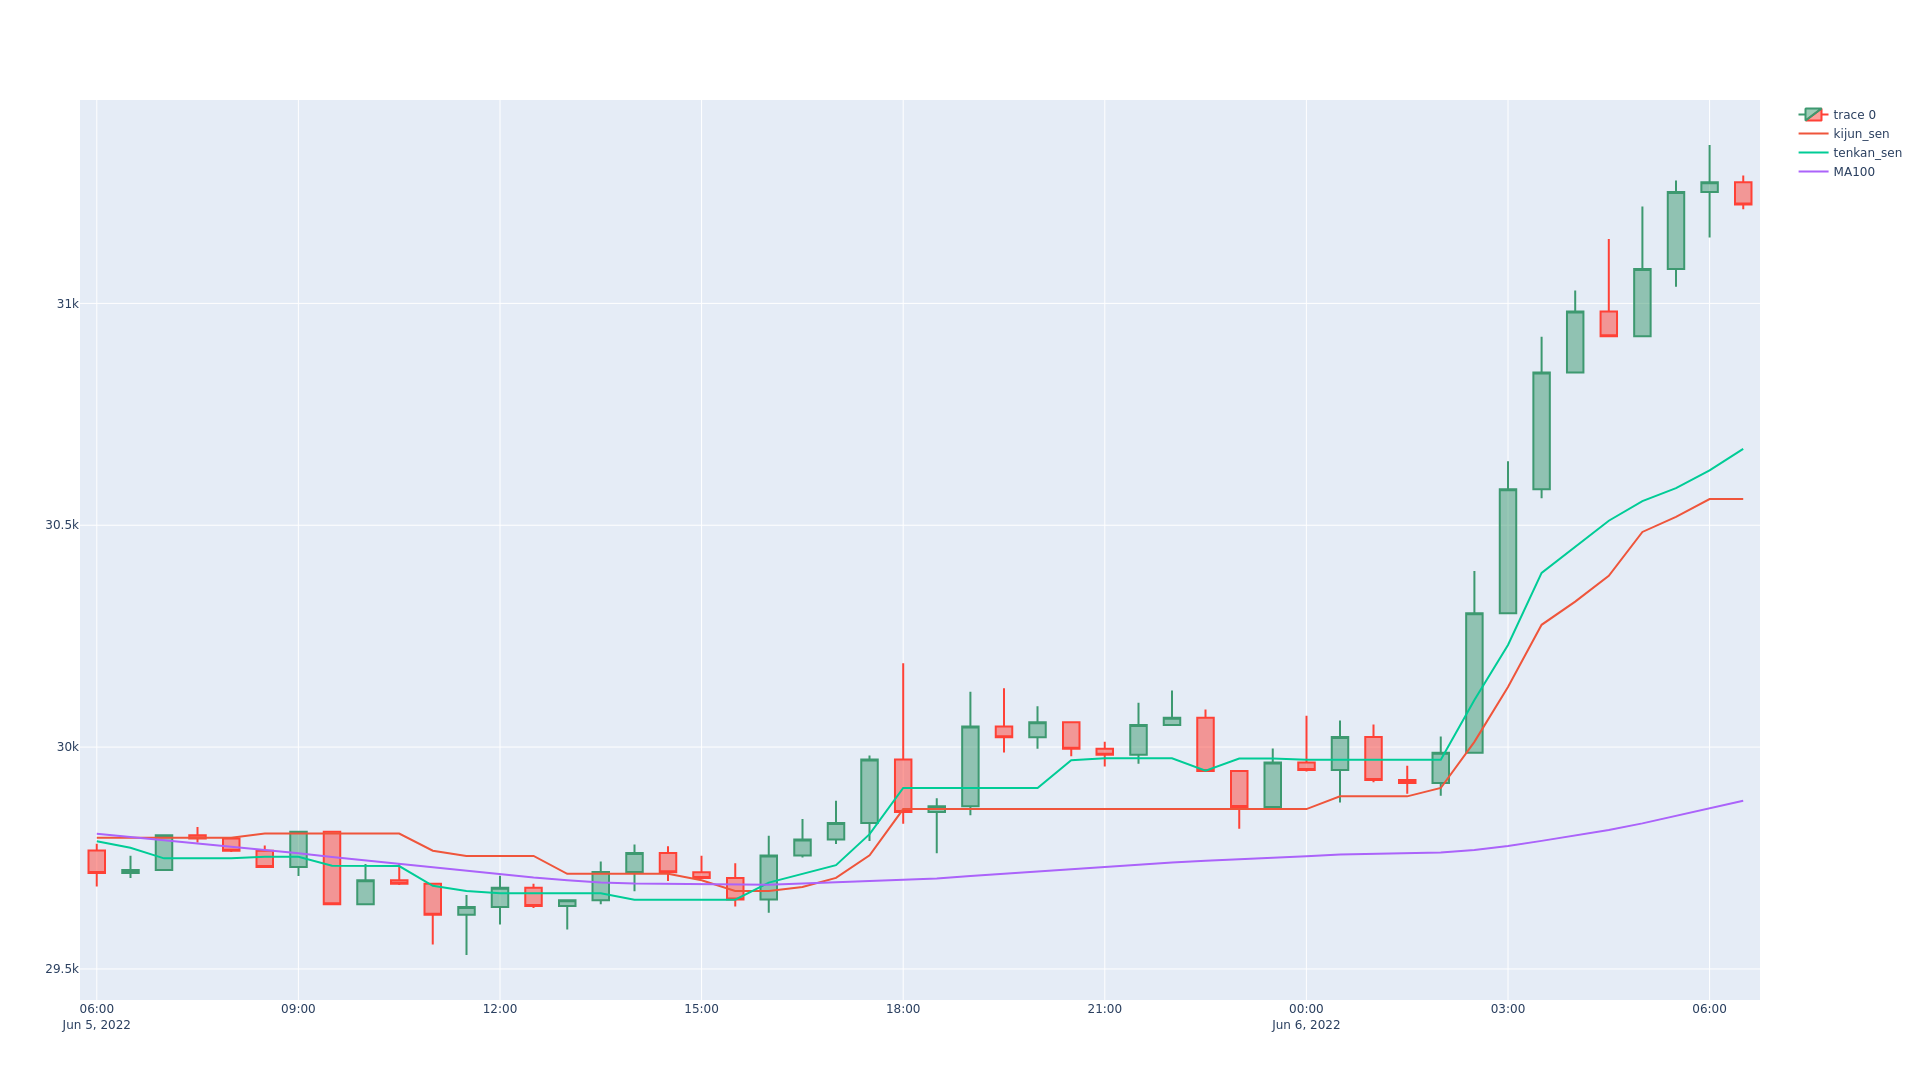 trace 0
kijun_sen
tenkan_sen
MA100
31k
30.5k
30k
29.5k
06:00 09:00 12:00 15:00 18:00 21:00 00:00 03:00 06:00
Jun 5, 2022 Jun 6, 2022